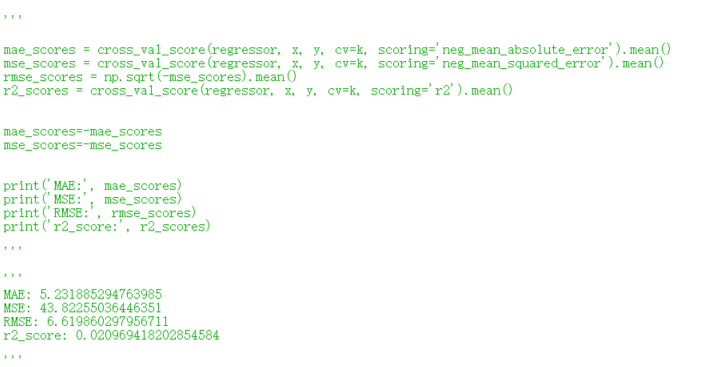 '''
mae_scores = cross_val_score(regressor, x, y, cv=k, scoring='neg_mean_absolute_error').mean()
mse_scores = cross_val_score(regressor, x, y, cv=k, scoring='neg_mean_squared_error').mean()
rmse_scores = np.sqrt(-mse_scores).mean()
r2_scores = cross_val_score(regressor, x, y, cv=k, scoring='r2').mean()
mae_scores=-mae_scores
mse_scores=-mse_scores
print('MAE:', mae_scores)
print('MSE:', mse_scores)
print('RMSE:', rmse_scores)
print('r2_score:', r2_scores)
'''
'''
MAE: 5.231885294763985
MSE: 43.82255036446351
RMSE: 6.619860297956711
r2_score: 0.020969418202854584
'''